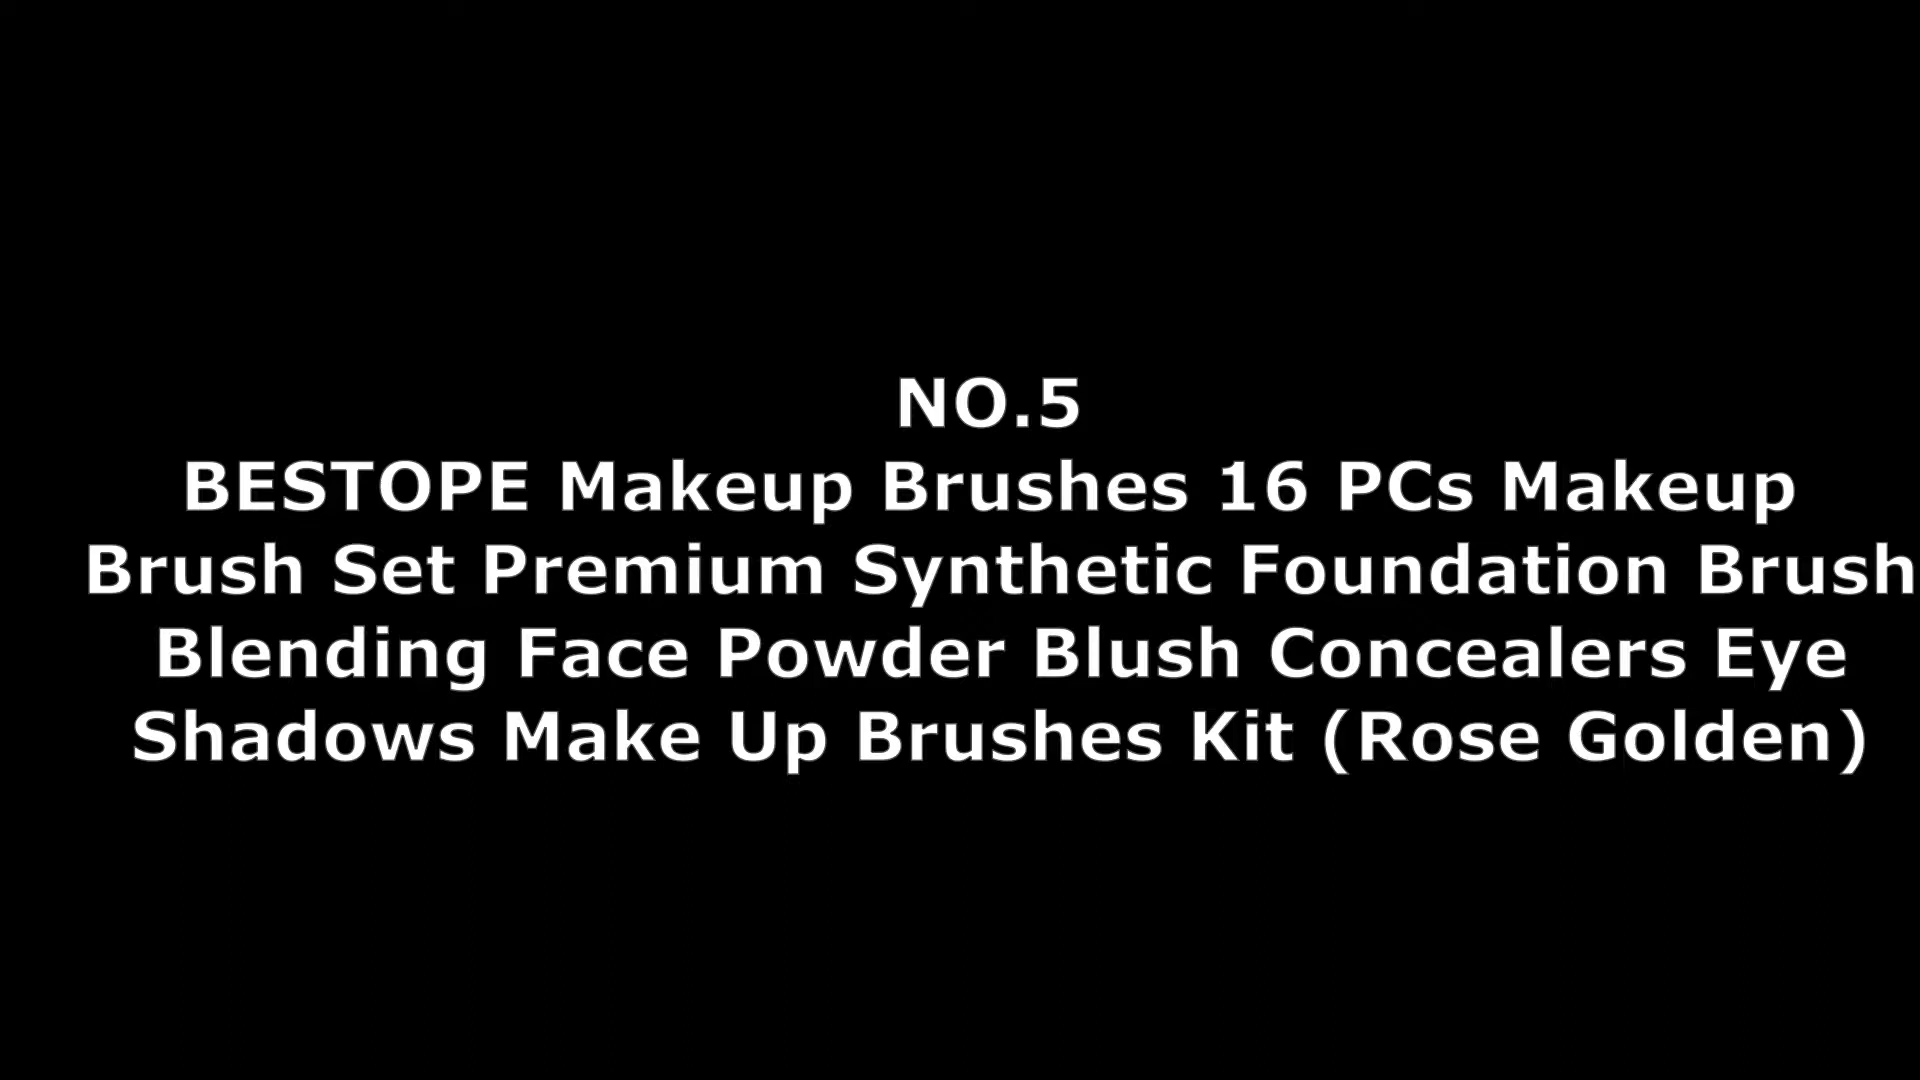 NO.5
BESTOPE Makeup Brushes 16 PCs Makeup
Brush Set Premium Synthetic Foundation Brush
Blending Face Powder Blush Concealers Eye
Shadows Make Up Brushes Kit (Rose Golden)